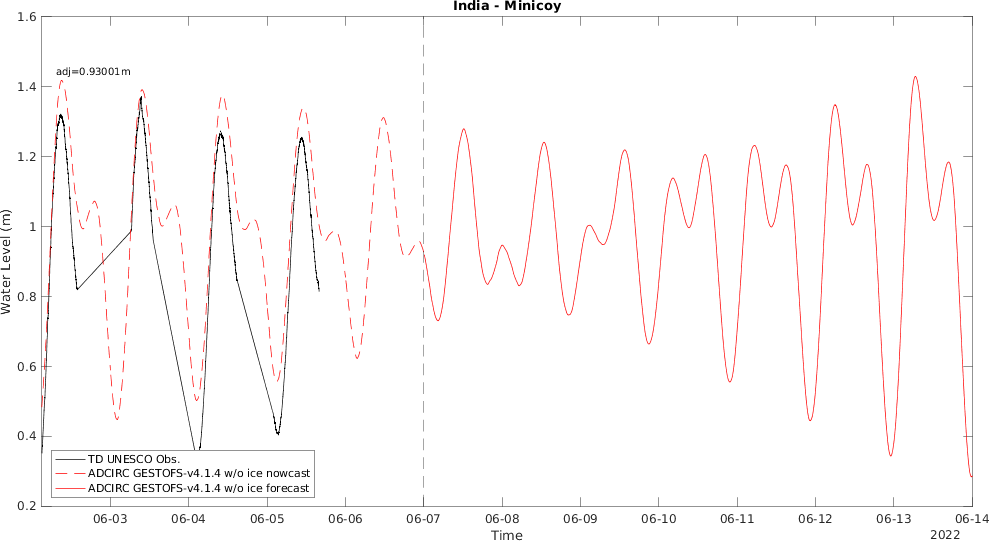 India - Minicoy
adj=0.93001m
Water Level (m)
1.6
1.4
1.2
1
0.8
0.6
0.4
0.2
TD UNESCO Obs.
ADCIRC GESTOFS-v4.1.4 w/o ice nowcast
ADCIRC GESTOFS-v4.1.4 w/o ice forecast
06-03 06-04 06-05 06-06 06-07 06-08 06-09 06-10 06-11 06-12 06-13 06-14
Time
2022